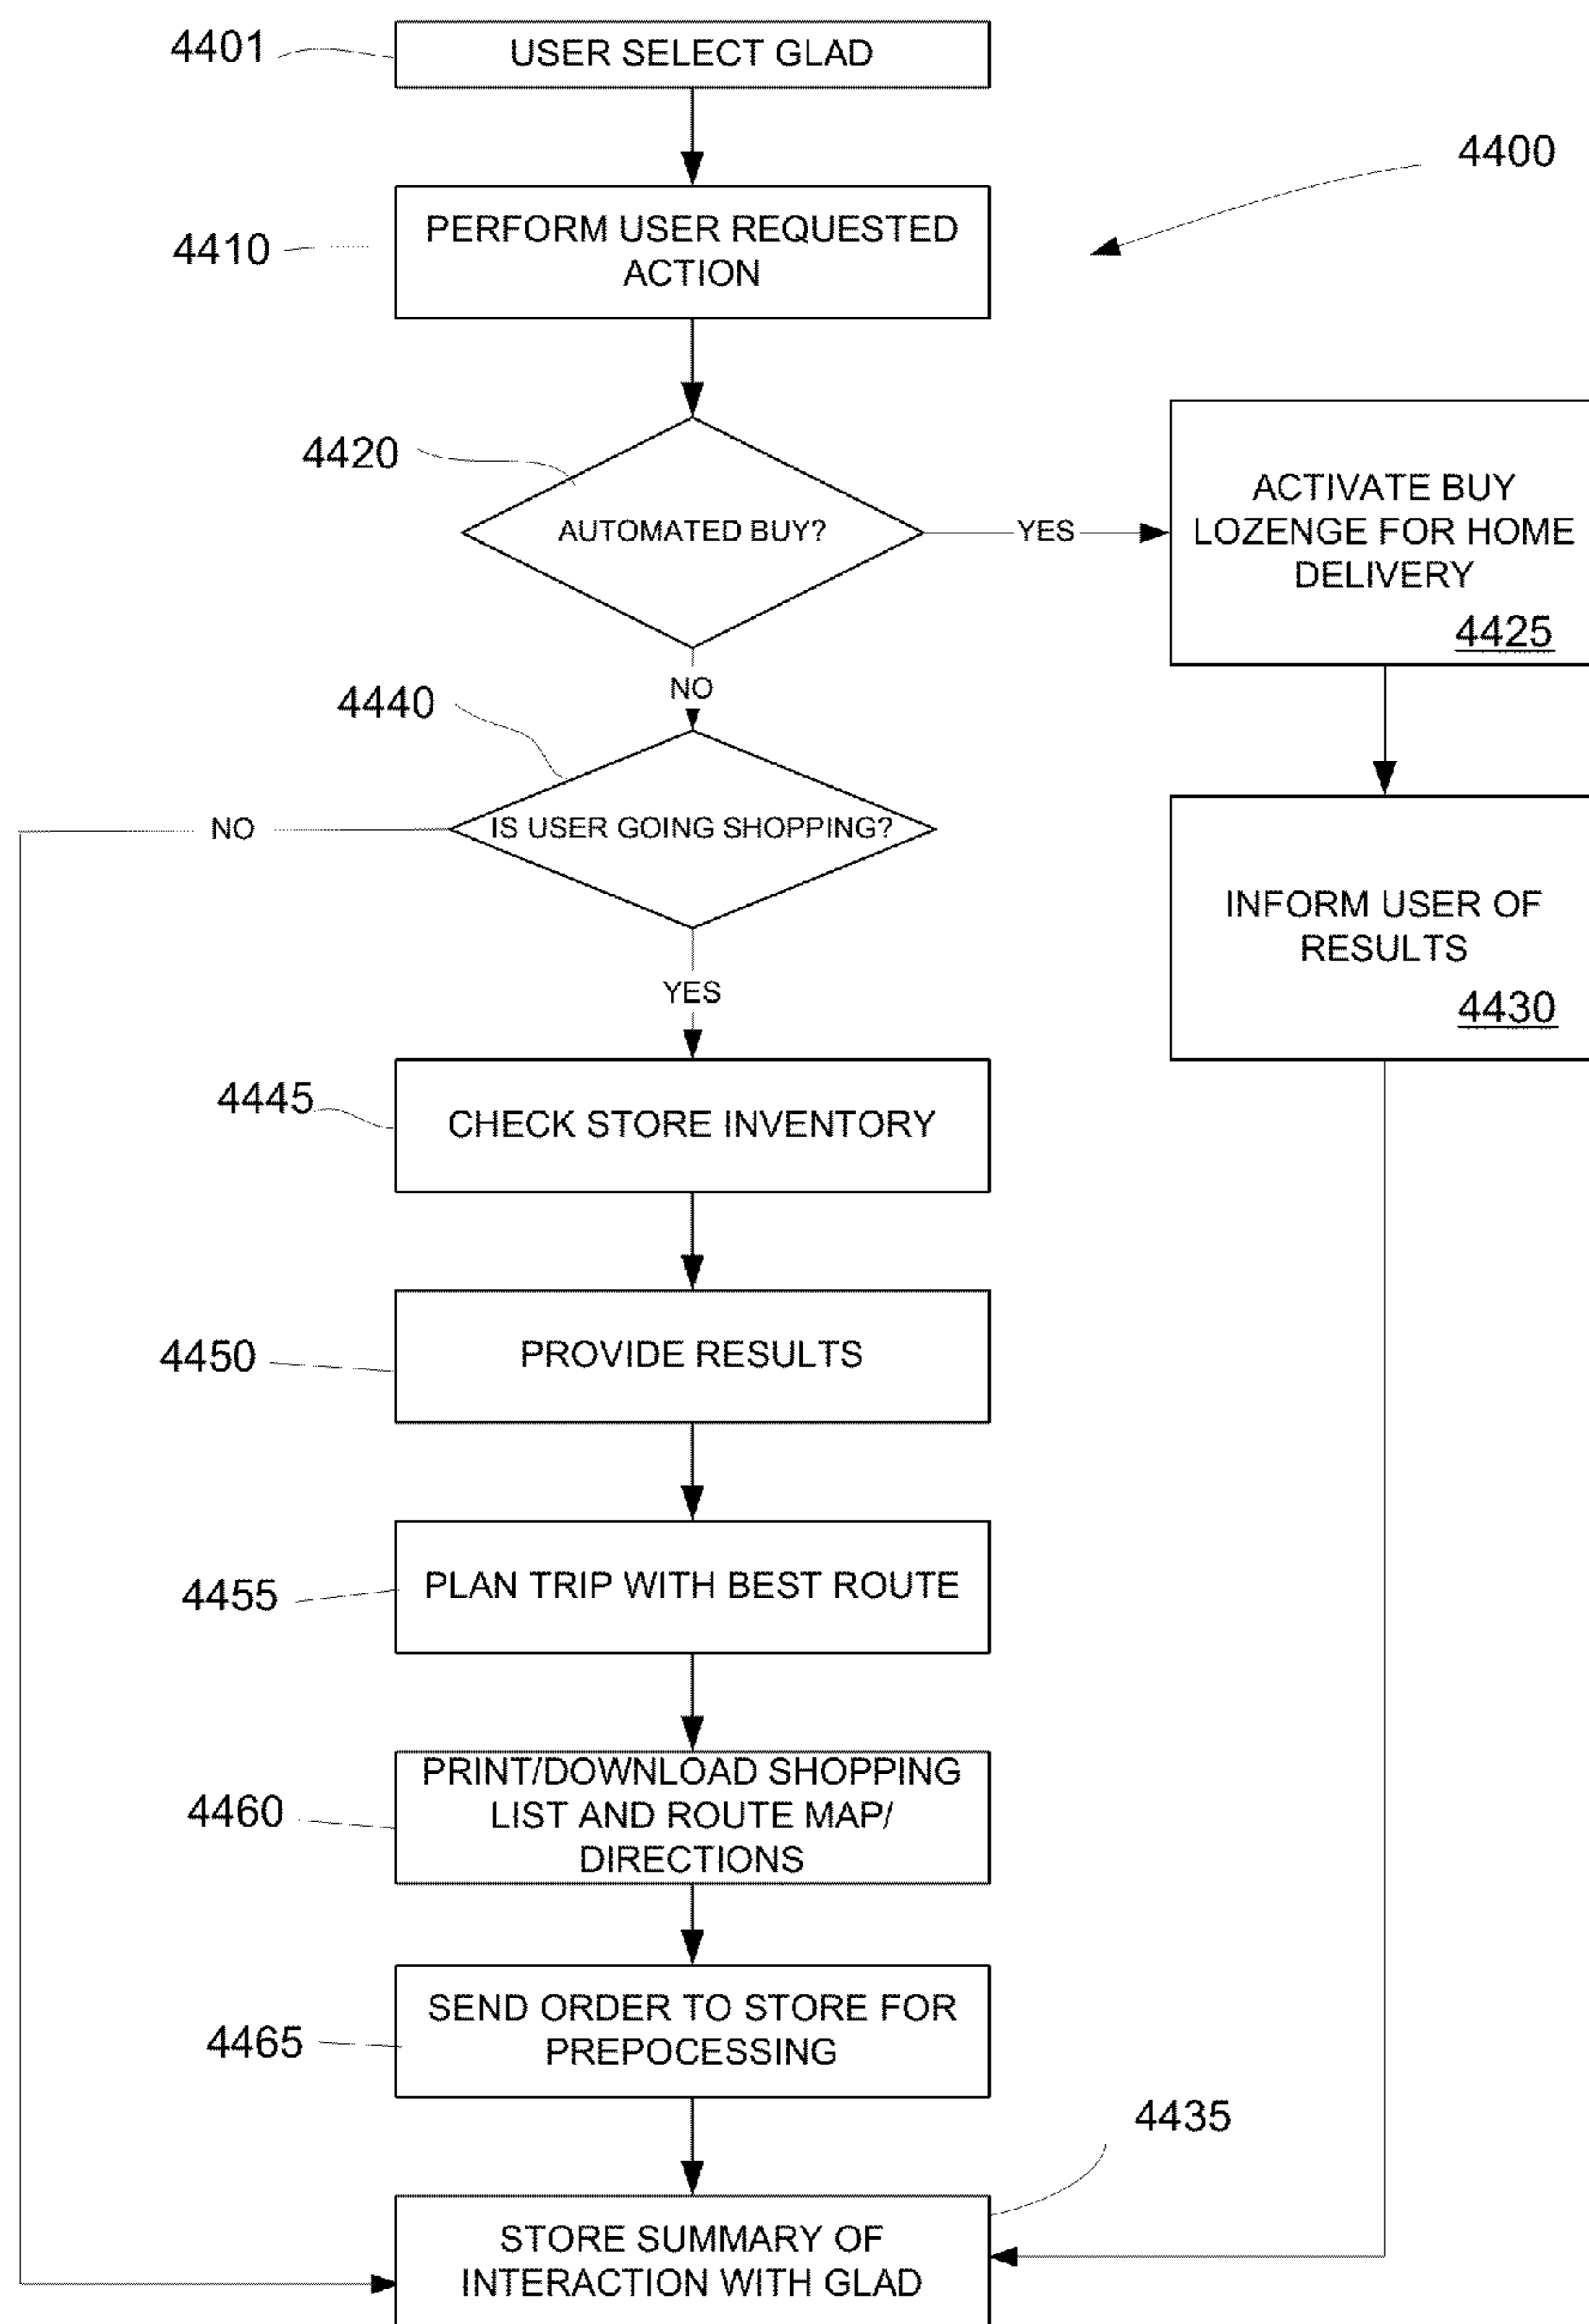 4401
USER SELECT GLAD
4400
4410
PERFORM USER REQUESTED
ACTION
4420
AUTOMATED BUY?
YES
ACTIVATE BUY
LOZENGE FOR HOME
DELIVERY
4425
NO
4440
IS USER GOING SHOPPING?
NO
YES
INFORM USER OF
RESULTS
4430
4445
CHECK STORE INVENTORY
4450
PROVIDE RESULTS
4455
PLAN TRIP WITH BEST ROUTE
4460
PRINT/DOWNLOAD SHOPPING
LIST AND ROUTE MAP/
DIRECTIONS
4465
SEND ORDER TO STORE FOR
PREPOCESSING
4435
STORE SUMMARY OF
INTERACTION WITH GLAD